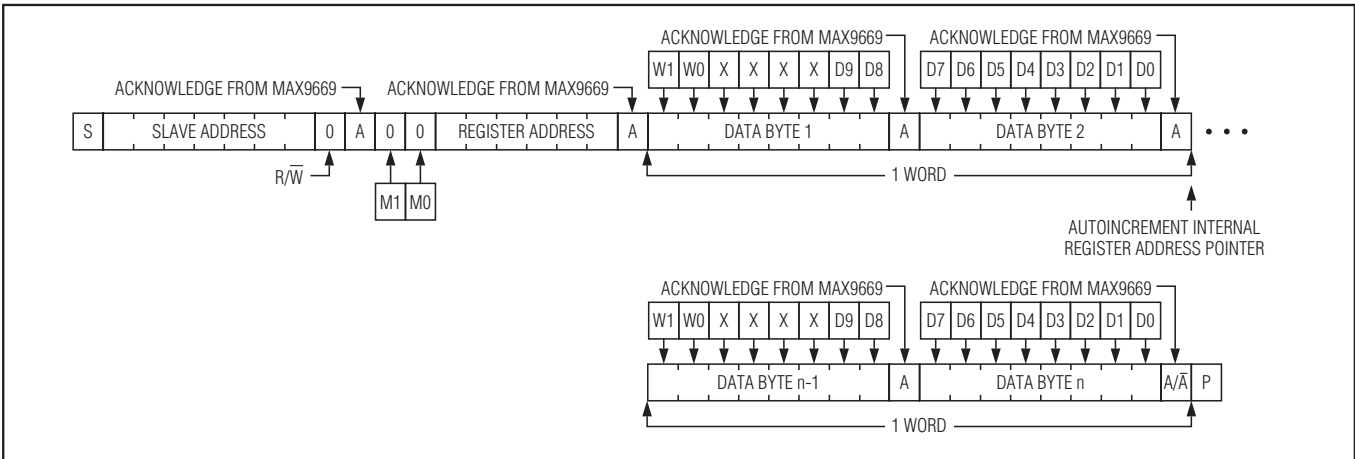 ACKNOWLEDGE FROM MAX9669 ACKNOWLEDGE FROM MAX9669
W1 W0 X X X X D9 D8 D7 D6 D5 D4 D3 D2 D1 D0
ACKNOWLEDGE FROM MAX9669 ACKNOWLEDGE FROM MAX9669
S SLAVE ADDRESS 0 A 0 0 REGISTER ADDRESS A DATA BYTE 1 A DATA BYTE 2 A • • •
R/W̅ 1 WORD
M1 M0
AUTOINCREMENT INTERNAL
REGISTER ADDRESS POINTER
ACKNOWLEDGE FROM MAX9669 ACKNOWLEDGE FROM MAX9669
W1 W0 X X X X D9 D8 D7 D6 D5 D4 D3 D2 D1 D0
DATA BYTE n-1 A DATA BYTE n A/A̅ P
1 WORD